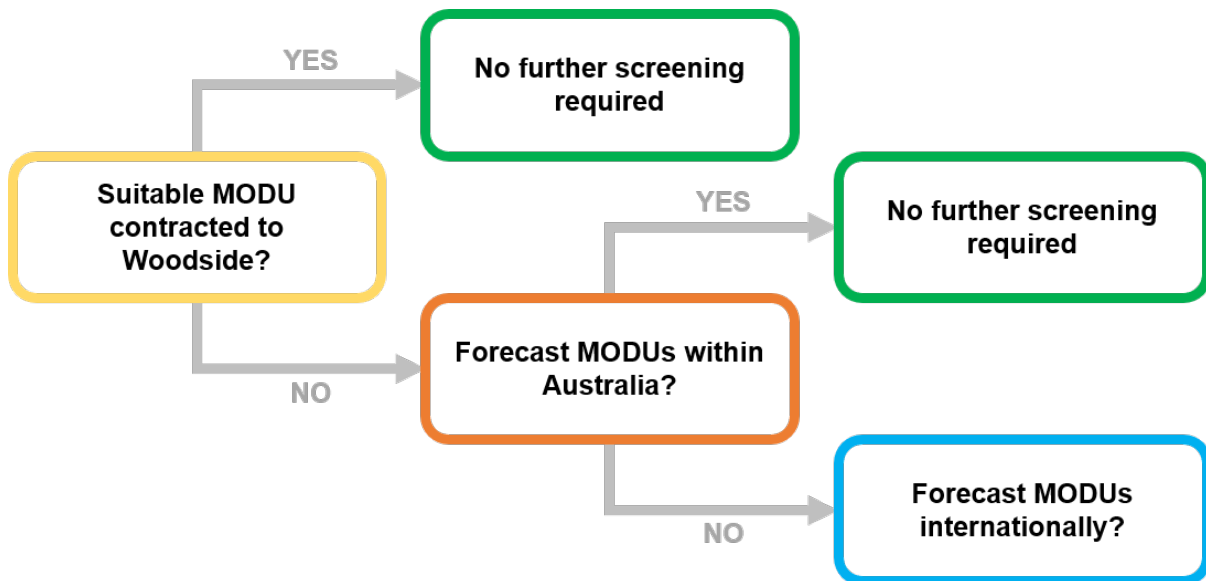 YES
No further screening
required
Suitable MODU
contracted to
Woodside?
YES
No further screening
required
NO
Forecast MODUs within
Australia?
NO
Forecast MODUs
internationally?